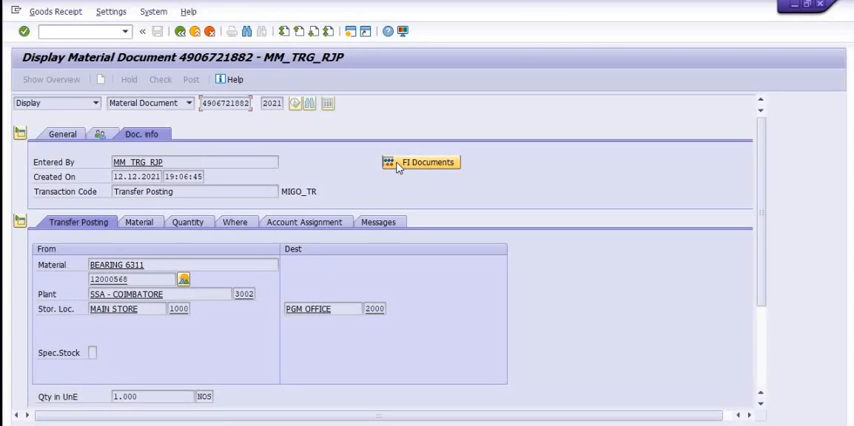 Goods Receipt Settings System Help
Display Material Document 4906721882 - MM_TRG_RJP
Show Overview Hold Check Post Help
Display Material Document 4906721882 2021
General Doc. info
Entered By MM_TRG_RJP FI Documents
Created On 12.12.2021 19:06:45
Transaction Code Transfer Posting MIGO_TR
Transfer Posting Material Quantity Where Account Assignment Messages
From Dest
Material BEARING 6311
12000568
Plant SSA - COIMBATORE 3002
Stor. Loc. MAIN STORE 1000 PGM OFFICE 2000
Spec.Stock
Qty in UnE 1.000 NOS